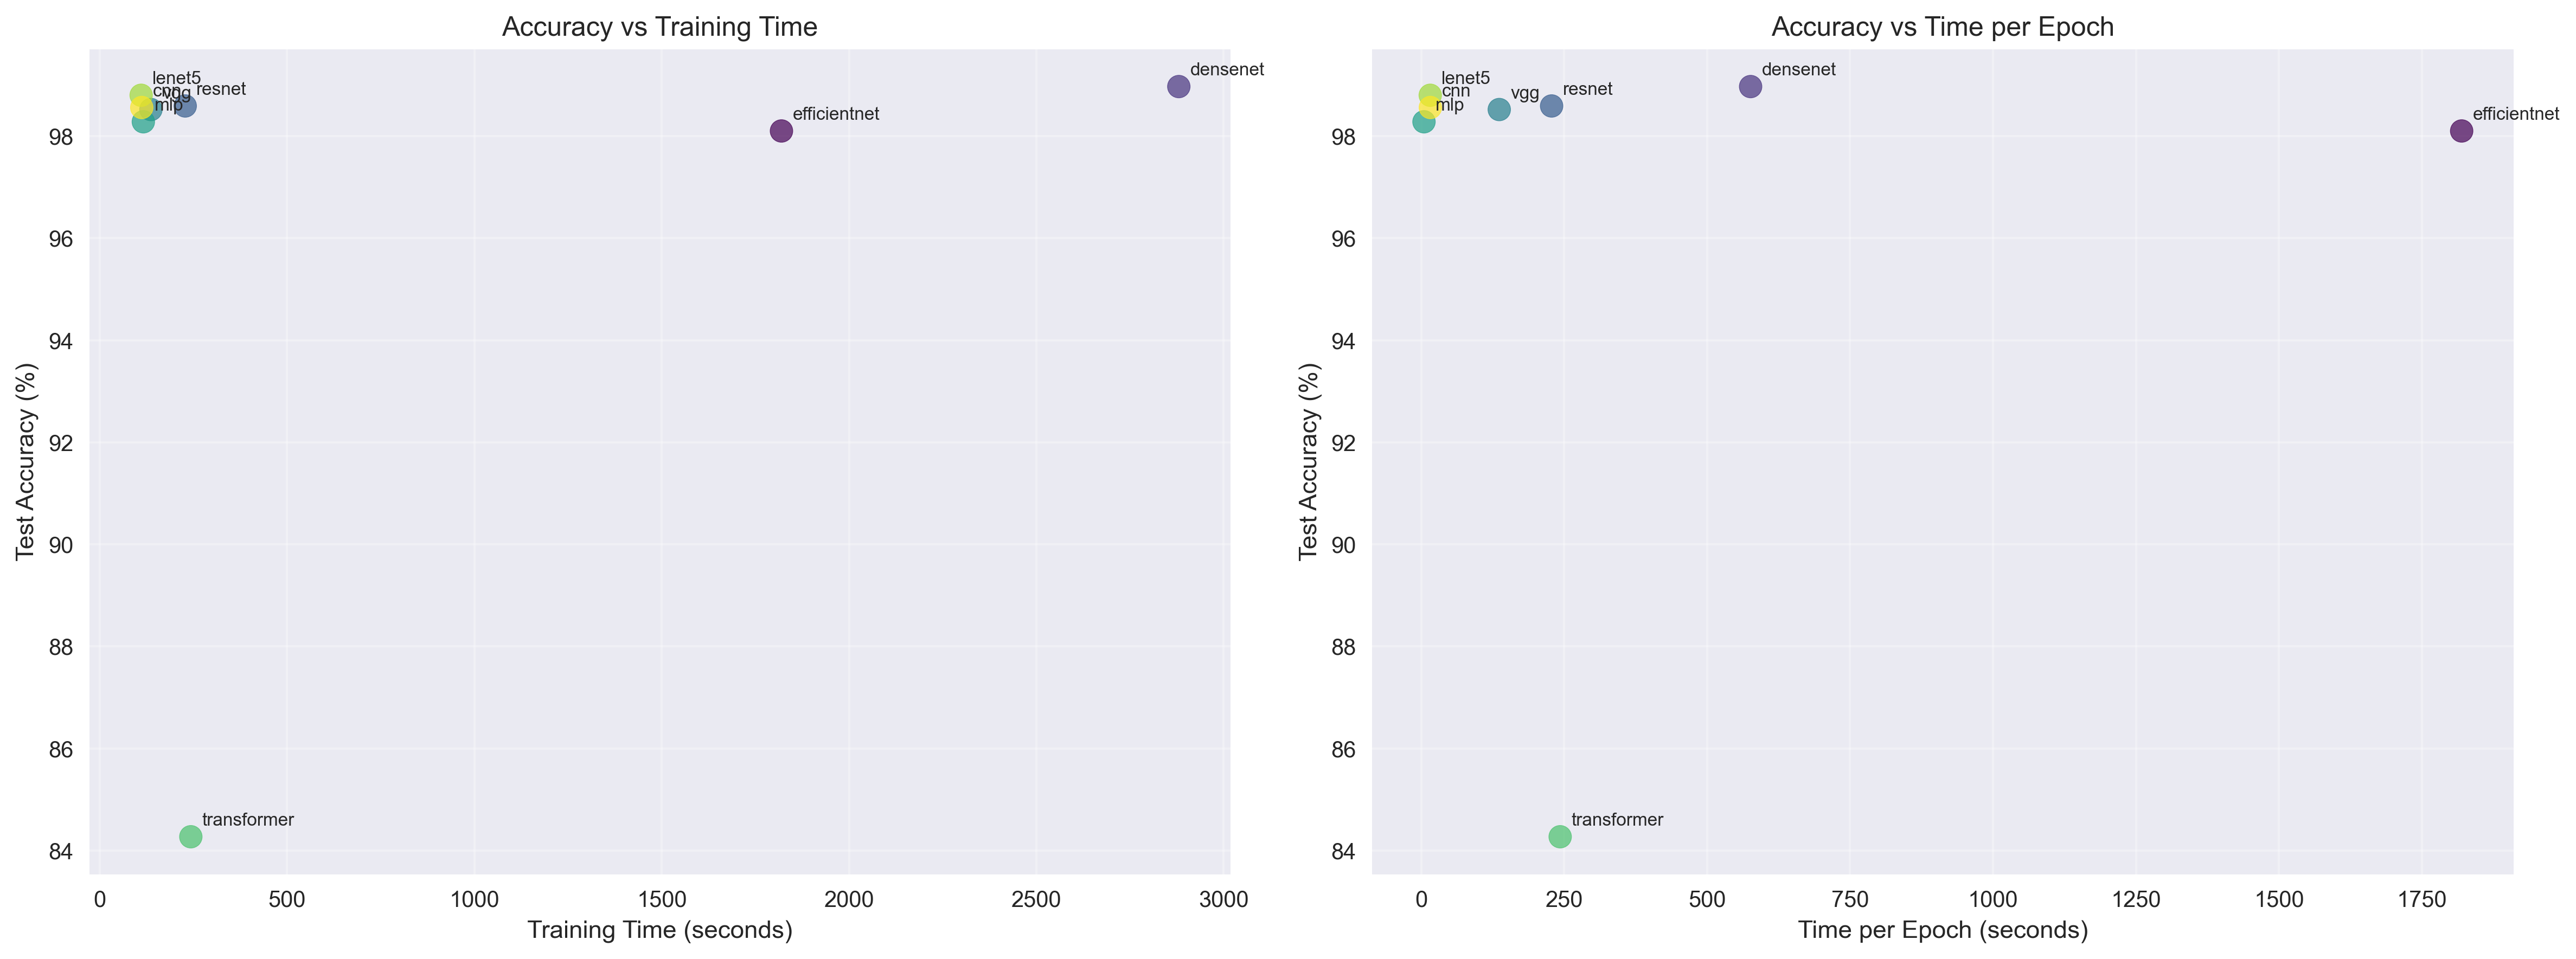 Accuracy vs Training Time
lenet5
cnn
vgg
mlp
resnet
densenet
efficientnet
transformer
98
96
94
92
90
88
86
84
Test Accuracy (%)
0 500 1000 1500 2000 2500 3000
Training Time (seconds)
Accuracy vs Time per Epoch
lenet5
cnn
mlp
vgg
resnet
densenet
efficientnet
transformer
98
96
94
92
90
88
86
84
Test Accuracy (%)
0 250 500 750 1000 1250 1500 1750
Time per Epoch (seconds)